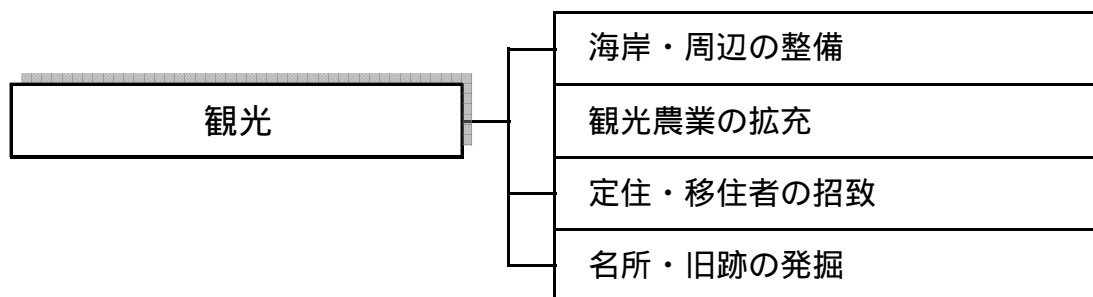 観光
海岸・周辺の整備
観光農業の拡充
定住・移住者の招致
名所・旧跡の発掘